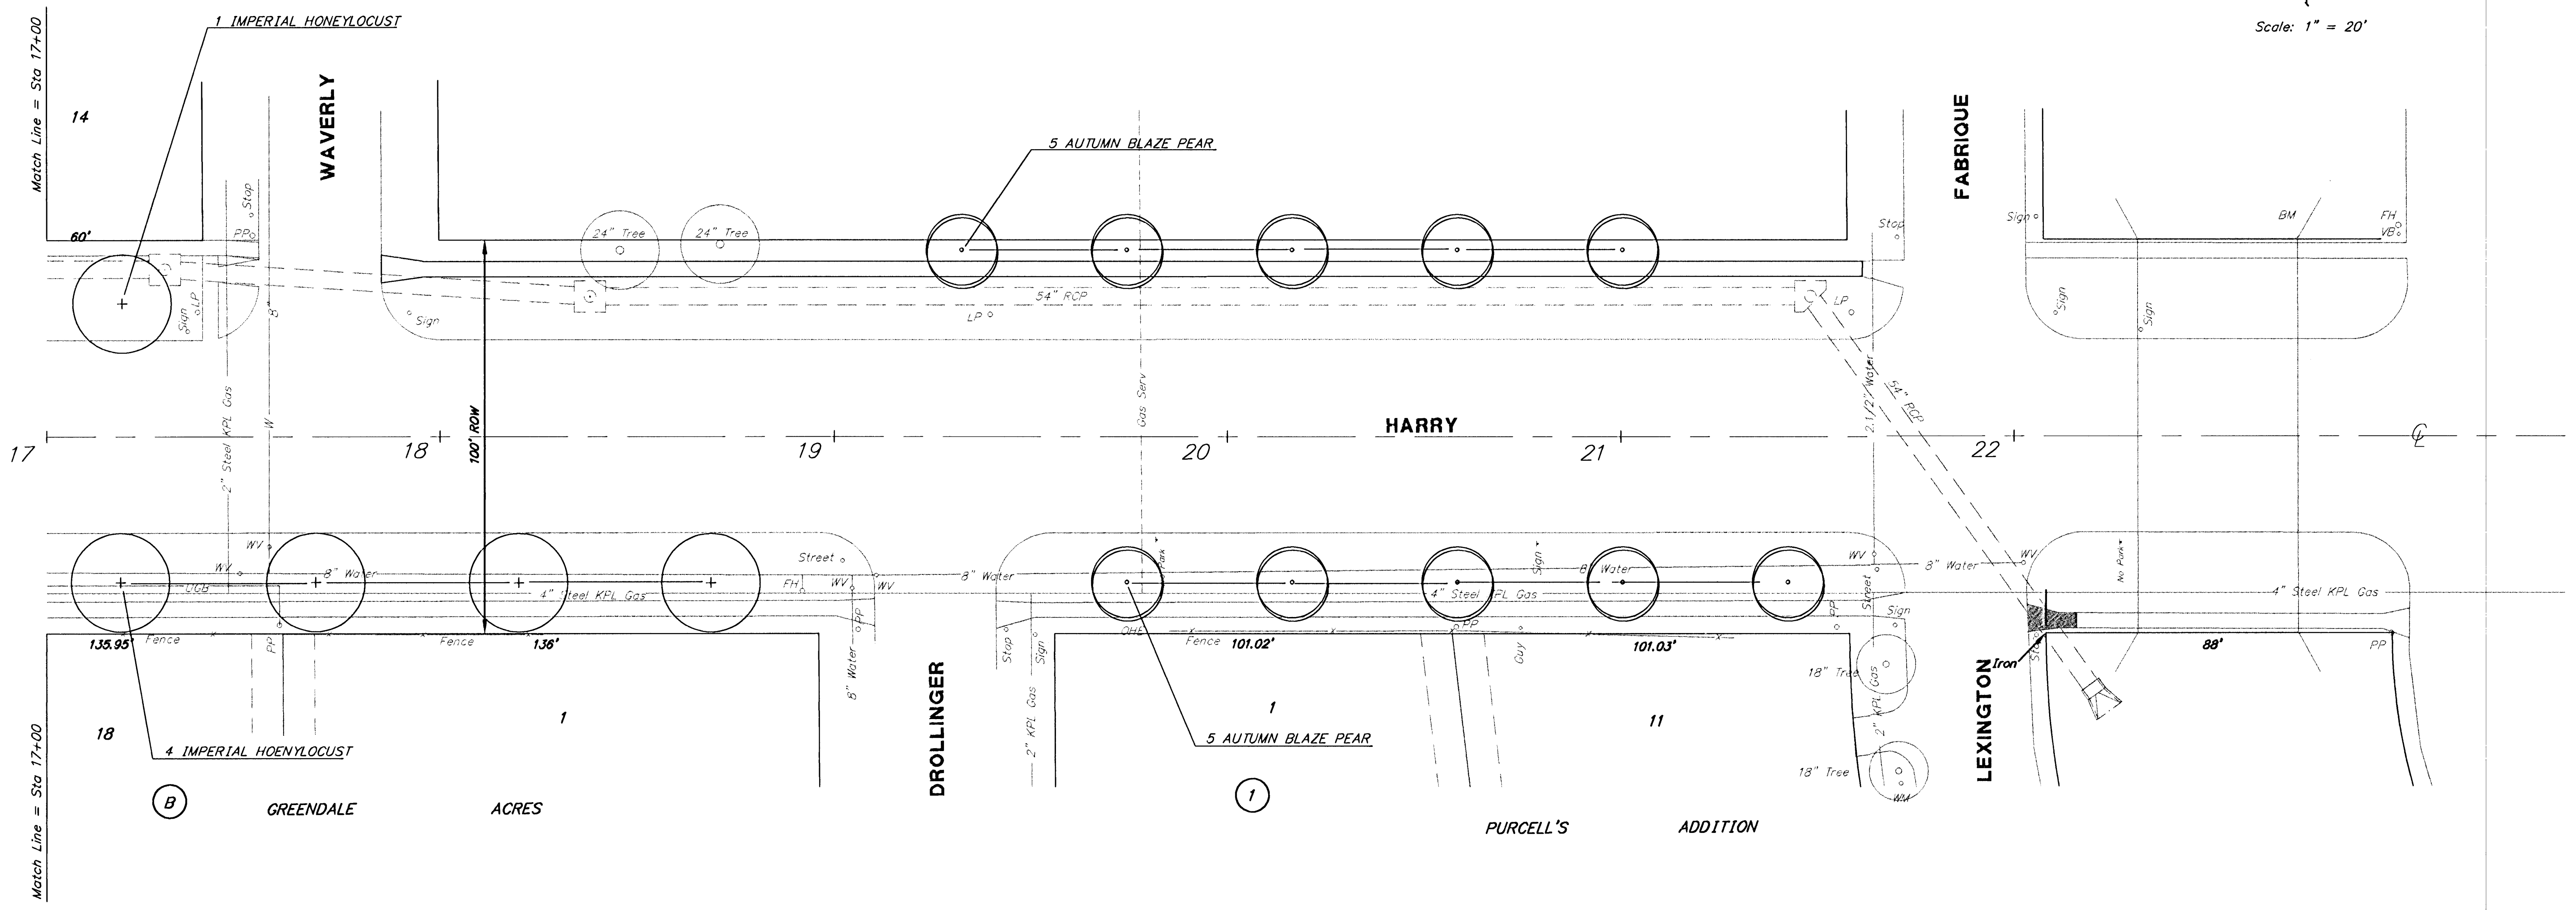 Scale: 1" = 20'
Match Line = Sta 17+00
1 IMPERIAL HONEYLOCUST
14
60'
WAVERLY
Stop
PP
Sign
LP
8"
W
2" Steel KPL Gas
Sign
24" Tree
24" Tree
5 AUTUMN BLAZE PEAR
54" RCP
LP
Gas Serv
100' ROW
HARRY
FABRIQUE
Stop
LP
2 1/2" Water
54" RCP
Sign
Sign
Sign
BM
FH
VB
17
18
19
20
21
22
℄
WV
WV
8" Water
UGB
4" Steel KPL Gas
Street
FH
WV
WV
PP
8" Water
8" Water
Park
Sign
8" Water
4" Steel KPL Gas
WV
Street
Sign
PP
8" Water
WV
No Park
4" Steel KPL Gas
135.95'
Fence
PP
Fence
136'
Stop
Sign
OHE
Fence
101.02'
PP
Guy
101.03'
Stop
Iron
88'
PP
18
1
4 IMPERIAL HOENYLOCUST
DROLLINGER
2" KPL Gas
1
5 AUTUMN BLAZE PEAR
11
18" Tree
2" KPL Gas
18" Tree
WM
LEXINGTON
B
GREENDALE ACRES
1
PURCELL'S ADDITION
Match Line = Sta 17+00